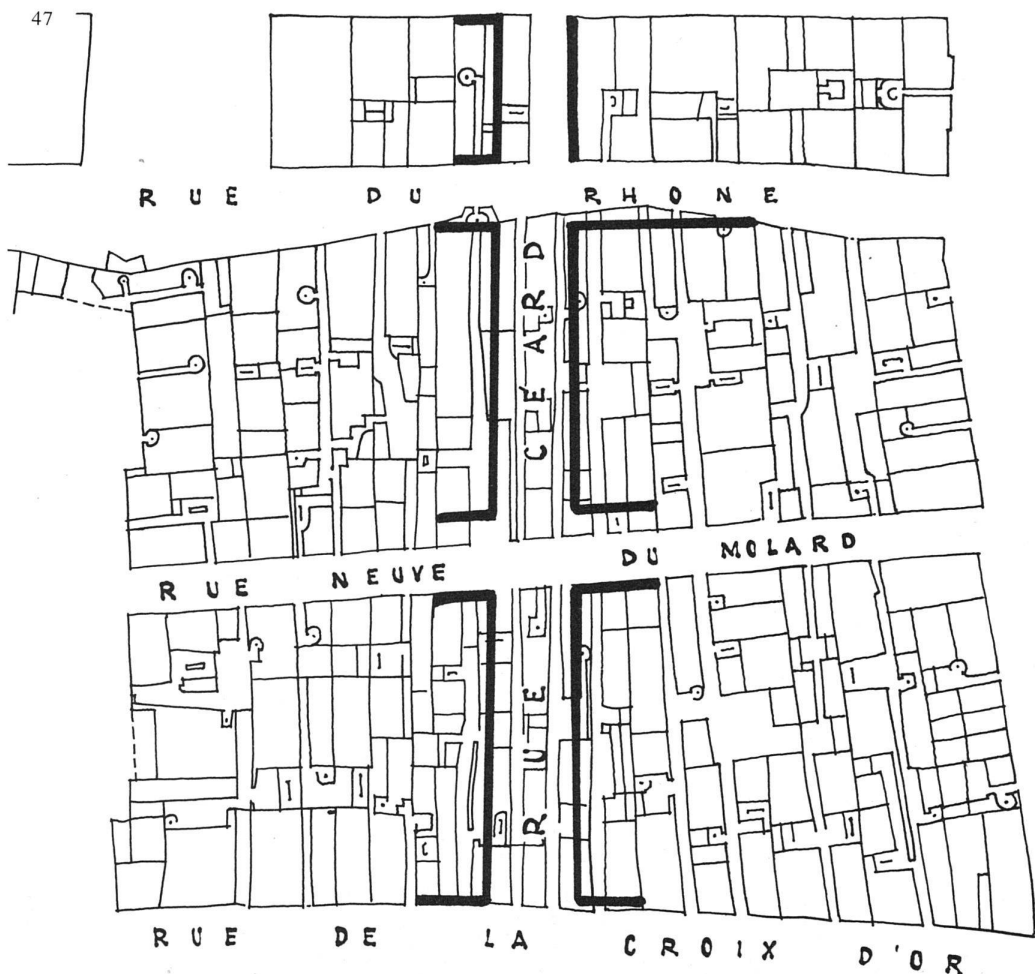 47
RUE DU RHONE
RUE CÉARD
RUE NEUVE DU MOLARD
RUE DE LA CROIX D'OR